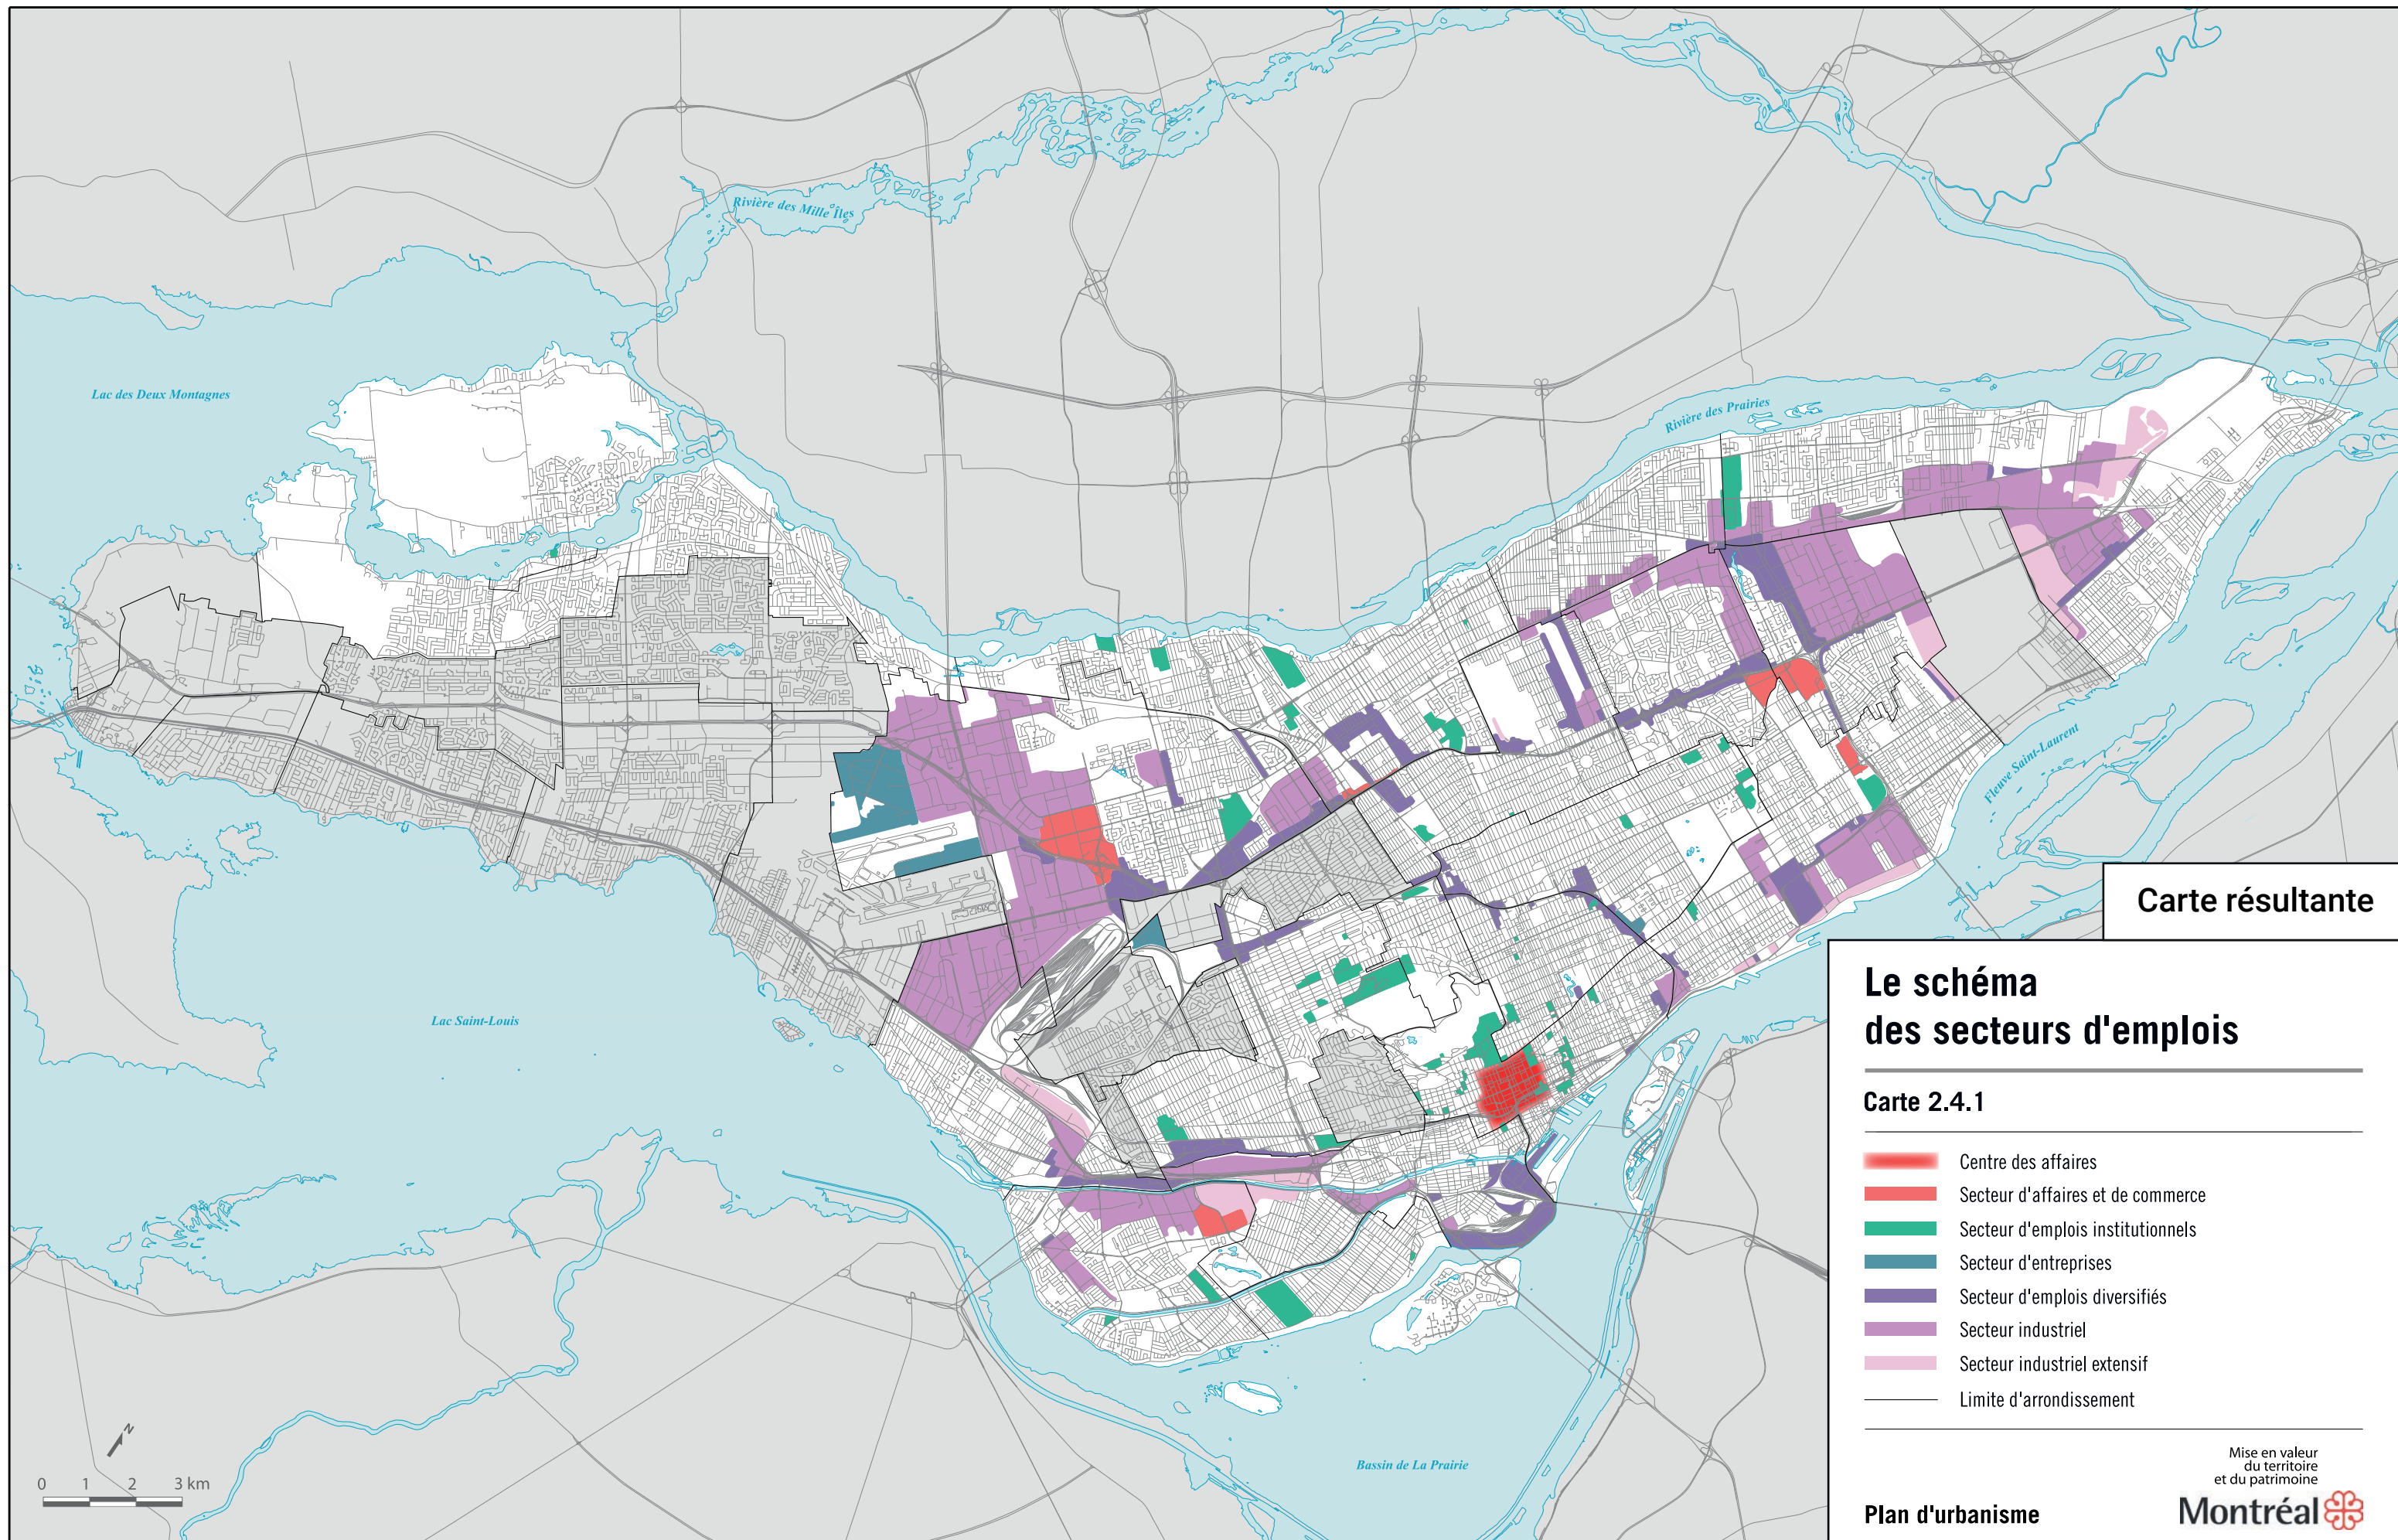 Rivière des Mille Îles
Lac des Deux Montagnes
Rivière des Prairies
Fleuve Saint-Laurent
Lac Saint-Louis
Bassin de La Prairie
N
0 1 2 3 km
Carte résultante
Le schéma
des secteurs d'emplois
Carte 2.4.1
Centre des affaires
Secteur d'affaires et de commerce
Secteur d'emplois institutionnels
Secteur d'entreprises
Secteur d'emplois diversifiés
Secteur industriel
Secteur industriel extensif
Limite d'arrondissement
Mise en valeur
du territoire
et du patrimoine
Plan d'urbanisme
Montréal